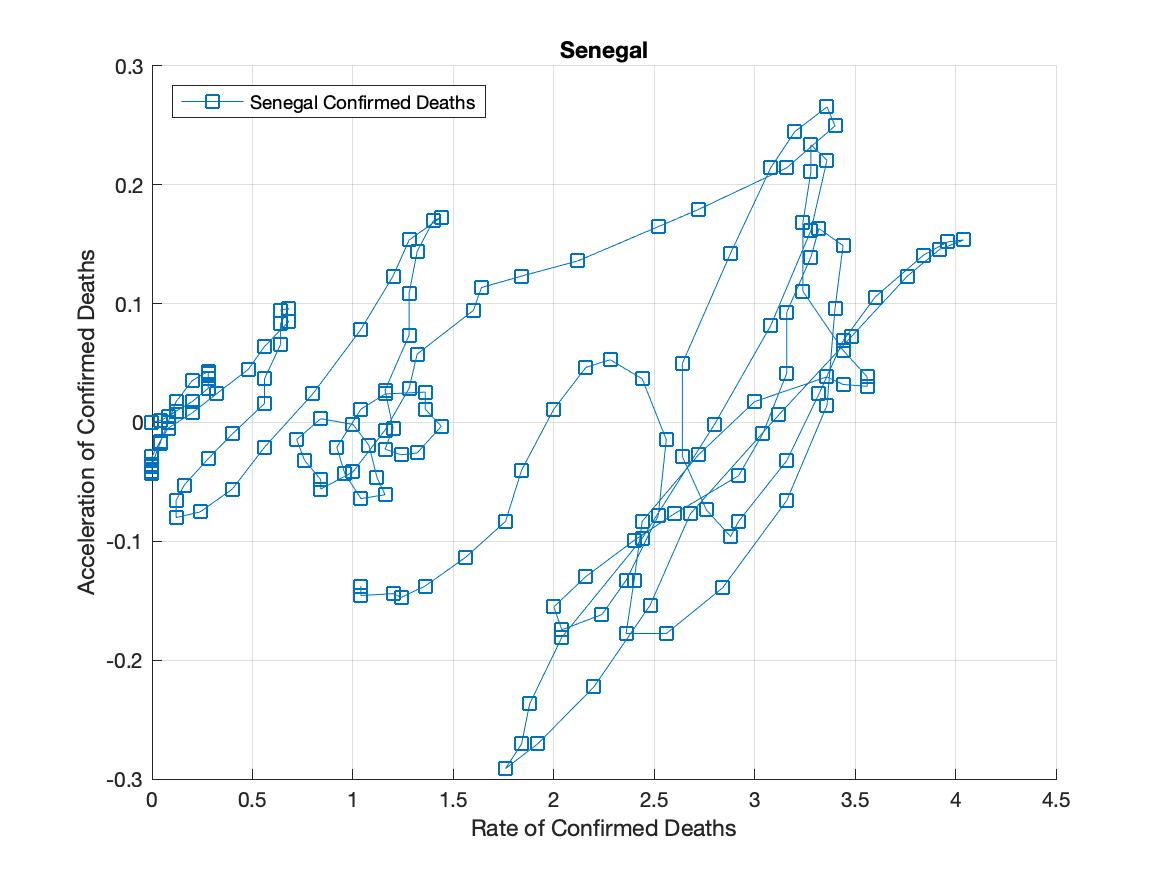 Senegal
Senegal Confirmed Deaths
Acceleration of Confirmed Deaths
0.3
0.2
0.1
0
-0.1
-0.2
-0.3
0 0.5 1 1.5 2 2.5 3 3.5 4 4.5
Rate of Confirmed Deaths